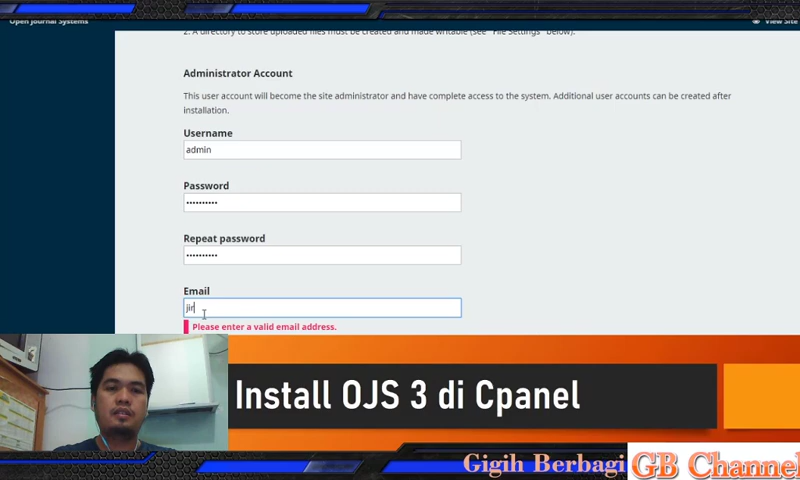 Open Journal Systems
View Site
2. A directory to store uploaded files must be created and made writable (see "File Settings" below).
Administrator Account
This user account will become the site administrator and have complete access to the system. Additional user accounts can be created after
installation.
Username
admin
Password
••••••••••
Repeat password
••••••••••
Email
jir
Please enter a valid email address.
Install OJS 3 di Cpanel
Gigih Berbagi
GB Channel